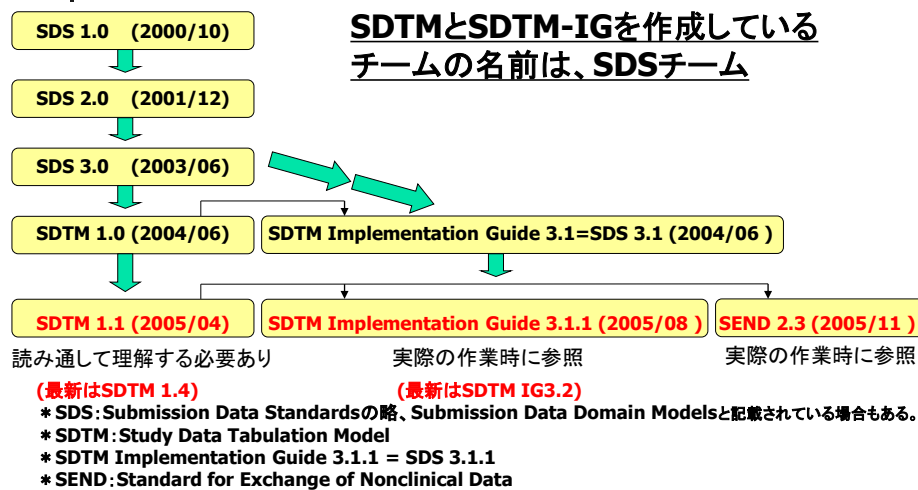 SDTMとSDTM-IGを作成している
チームの名前は、SDSチーム
SDS 1.0 (2000/10)
SDS 2.0 (2001/12)
SDS 3.0 (2003/06)
SDTM 1.0 (2004/06)
SDTM Implementation Guide 3.1=SDS 3.1 (2004/06 )
SDTM 1.1 (2005/04)
SDTM Implementation Guide 3.1.1 (2005/08 )
SEND 2.3 (2005/11 )
読み通して理解する必要あり
実際の作業時に参照
実際の作業時に参照
(最新はSDTM 1.4)
(最新はSDTM IG3.2)
＊SDS：Submission Data Standardsの略、Submission Data Domain Modelsと記載されている場合もある。
＊SDTM：Study Data Tabulation Model
＊SDTM Implementation Guide 3.1.1 = SDS 3.1.1
＊SEND：Standard for Exchange of Nonclinical Data